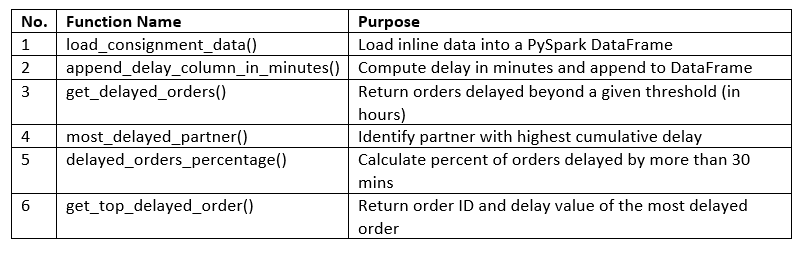 No. Function Name Purpose
1 load_consignment_data() Load inline data into a PySpark DataFrame
2 append_delay_column_in_minutes() Compute delay in minutes and append to DataFrame
3 get_delayed_orders() Return orders delayed beyond a given threshold (in
hours)
4 most_delayed_partner() Identify partner with highest cumulative delay
5 delayed_orders_percentage() Calculate percent of orders delayed by more than 30
mins
6 get_top_delayed_order() Return order ID and delay value of the most delayed
order